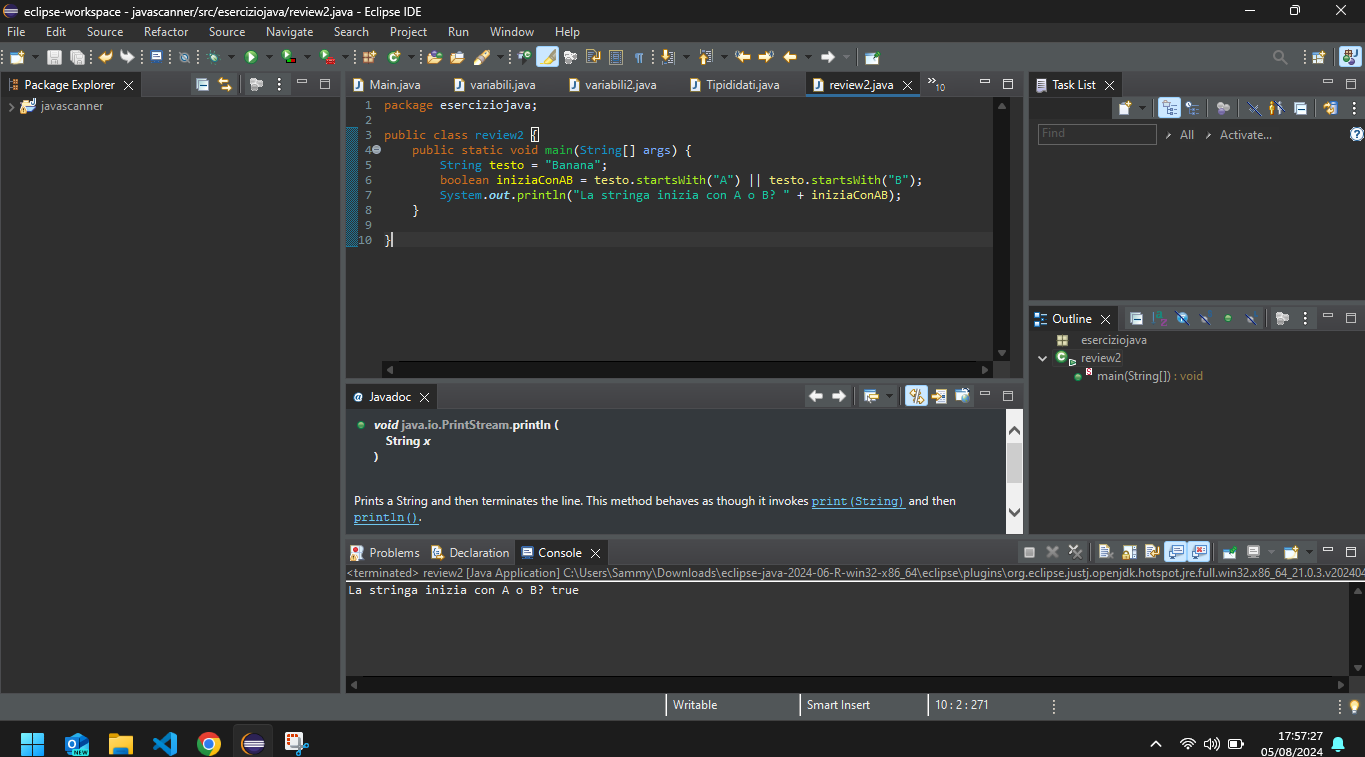 eclipse-workspace - javascanner/src/eserciziojava/review2.java - Eclipse IDE
File Edit Source Refactor Source Navigate Search Project Run Window Help
Package Explorer
javascanner
Main.java variabili.java variabili2.java Tipididati.java review2.java »10
1 package eserciziojava;
2
3 public class review2 {
4 public static void main(String[] args) {
5 String testo = "Banana";
6 boolean iniziaConAB = testo.startsWith("A") || testo.startsWith("B");
7 System.out.println("La stringa inizia con A o B? " + iniziaConAB);
8 }
9
10 }
Task List
Find All Activate...
Outline
eserciziojava
review2
main(String[]) : void
Javadoc
void java.io.PrintStream.println (
String x
)
Prints a String and then terminates the line. This method behaves as though it invokes print(String) and then
println().
Problems Declaration Console
<terminated> review2 [Java Application] C:\Users\Sammy\Downloads\eclipse-java-2024-06-R-win32-x86_64\eclipse\plugins\org.eclipse.justj.openjdk.hotspot.jre.full.win32.x86_64_21.0.3.v202404
La stringa inizia con A o B? true
Writable Smart Insert 10 : 2 : 271
NEW
17:57:27
05/08/2024